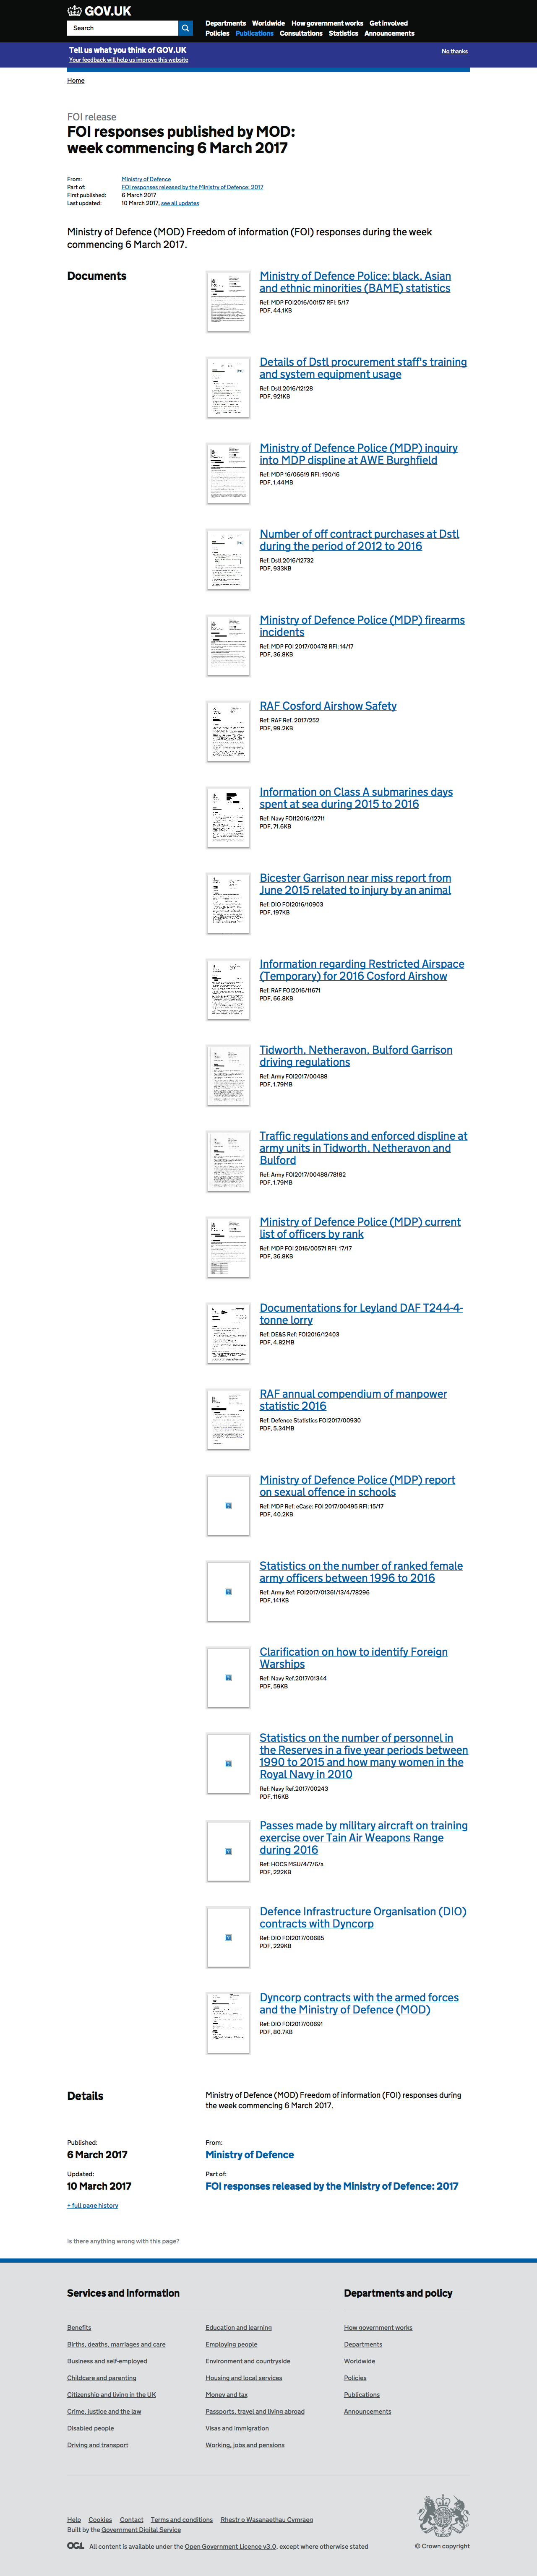 GOV.UK
Search
Departments Worldwide How government works Get involved
Policies Publications Consultations Statistics Announcements
Tell us what you think of GOV.UK
No thanks
Your feedback will help us improve this website
Home
FOI release
FOI responses published by MOD:
week commencing 6 March 2017
From: Ministry of Defence
Part of: FOI responses released by the Ministry of Defence: 2017
First published: 6 March 2017
Last updated: 10 March 2017, see all updates
Ministry of Defence (MOD) Freedom of information (FOI) responses during the week
commencing 6 March 2017.
Documents
Ministry of Defence Police: black, Asian
and ethnic minorities (BAME) statistics
Ref: MDP FOI2016/00157 RFI: 5/17
PDF, 44.1KB
Details of Dstl procurement staff's training
and system equipment usage
Ref: Dstl 2016/12128
PDF, 921KB
Ministry of Defence Police (MDP) inquiry
into MDP displine at AWE Burghfield
Ref: MDP 16/06619 RFI: 190/16
PDF, 1.44MB
Number of off contract purchases at Dstl
during the period of 2012 to 2016
Ref: Dstl 2016/12732
PDF, 933KB
Ministry of Defence Police (MDP) firearms
incidents
Ref: MDP FOI 2017/00478 RFI: 14/17
PDF, 36.8KB
RAF Cosford Airshow Safety
Ref: RAF Ref. 2017/252
PDF, 99.2KB
Information on Class A submarines days
spent at sea during 2015 to 2016
Ref: Navy FOI12016/12711
PDF, 71.6KB
Bicester Garrison near miss report from
June 2015 related to injury by an animal
Ref: DIO FOI2016/10903
PDF, 197KB
Information regarding Restricted Airspace
(Temporary) for 2016 Cosford Airshow
Ref: RAF FOI2016/11671
PDF, 66.8KB
Tidworth, Netheravon, Bulford Garrison
driving regulations
Ref: Army FOI2017/00488
PDF, 1.79MB
Traffic regulations and enforced displine at
army units in Tidworth, Netheravon and
Bulford
Ref: Army FOI2017/00488/78182
PDF, 1.79MB
Ministry of Defence Police (MDP) current
list of officers by rank
Ref: MDP FOI 2016/00571 RFI: 17/17
PDF, 36.8KB
Documentations for Leyland DAF T244-4-
tonne lorry
Ref: DE&S Ref: FOI2016/12403
PDF, 4.82MB
RAF annual compendium of manpower
statistic 2016
Ref: Defence Statistics FOI2017/00930
PDF, 5.34MB
Ministry of Defence Police (MDP) report
on sexual offence in schools
Ref: MDP Ref: eCase: FOI 2017/00495 RFI: 15/17
PDF, 40.2KB
Statistics on the number of ranked female
army officers between 1996 to 2016
Ref: Army Ref: FOI2017/01361/13/4/78296
PDF, 141KB
Clarification on how to identify Foreign
Warships
Ref: Navy Ref.2017/01344
PDF, 59KB
Statistics on the number of personnel in
the Reserves in a five year periods between
1990 to 2015 and how many women in the
Royal Navy in 2010
Ref: Navy Ref.2017/00243
PDF, 116KB
Passes made by military aircraft on training
exercise over Tain Air Weapons Range
during 2016
Ref: HOCS MSU/4/7/6/a
PDF, 222KB
Defence Infrastructure Organisation (DIO)
contracts with Dyncorp
Ref: DIO FOI2017/00685
PDF, 229KB
Dyncorp contracts with the armed forces
and the Ministry of Defence (MOD)
Ref: DIO FOI2017/00691
PDF, 80.7KB
Details
Ministry of Defence (MOD) Freedom of information (FOI) responses during
the week commencing 6 March 2017.
Published: From:
6 March 2017 Ministry of Defence
Updated: Part of:
10 March 2017 FOI responses released by the Ministry of Defence: 2017
+ full page history
Is there anything wrong with this page?
Services and information Departments and policy
Benefits Education and learning How government works
Births, deaths, marriages and care Employing people Departments
Business and self-employed Environment and countryside Worldwide
Childcare and parenting Housing and local services Policies
Citizenship and living in the UK Money and tax Publications
Crime, justice and the law Passports, travel and living abroad Announcements
Disabled people Visas and immigration
Driving and transport Working, jobs and pensions
Help Cookies Contact Terms and conditions Rhestr o Wasanaethau Cymraeg
Built by the Government Digital Service
OGL All content is available under the Open Government Licence v3.0, except where otherwise stated
© Crown copyright